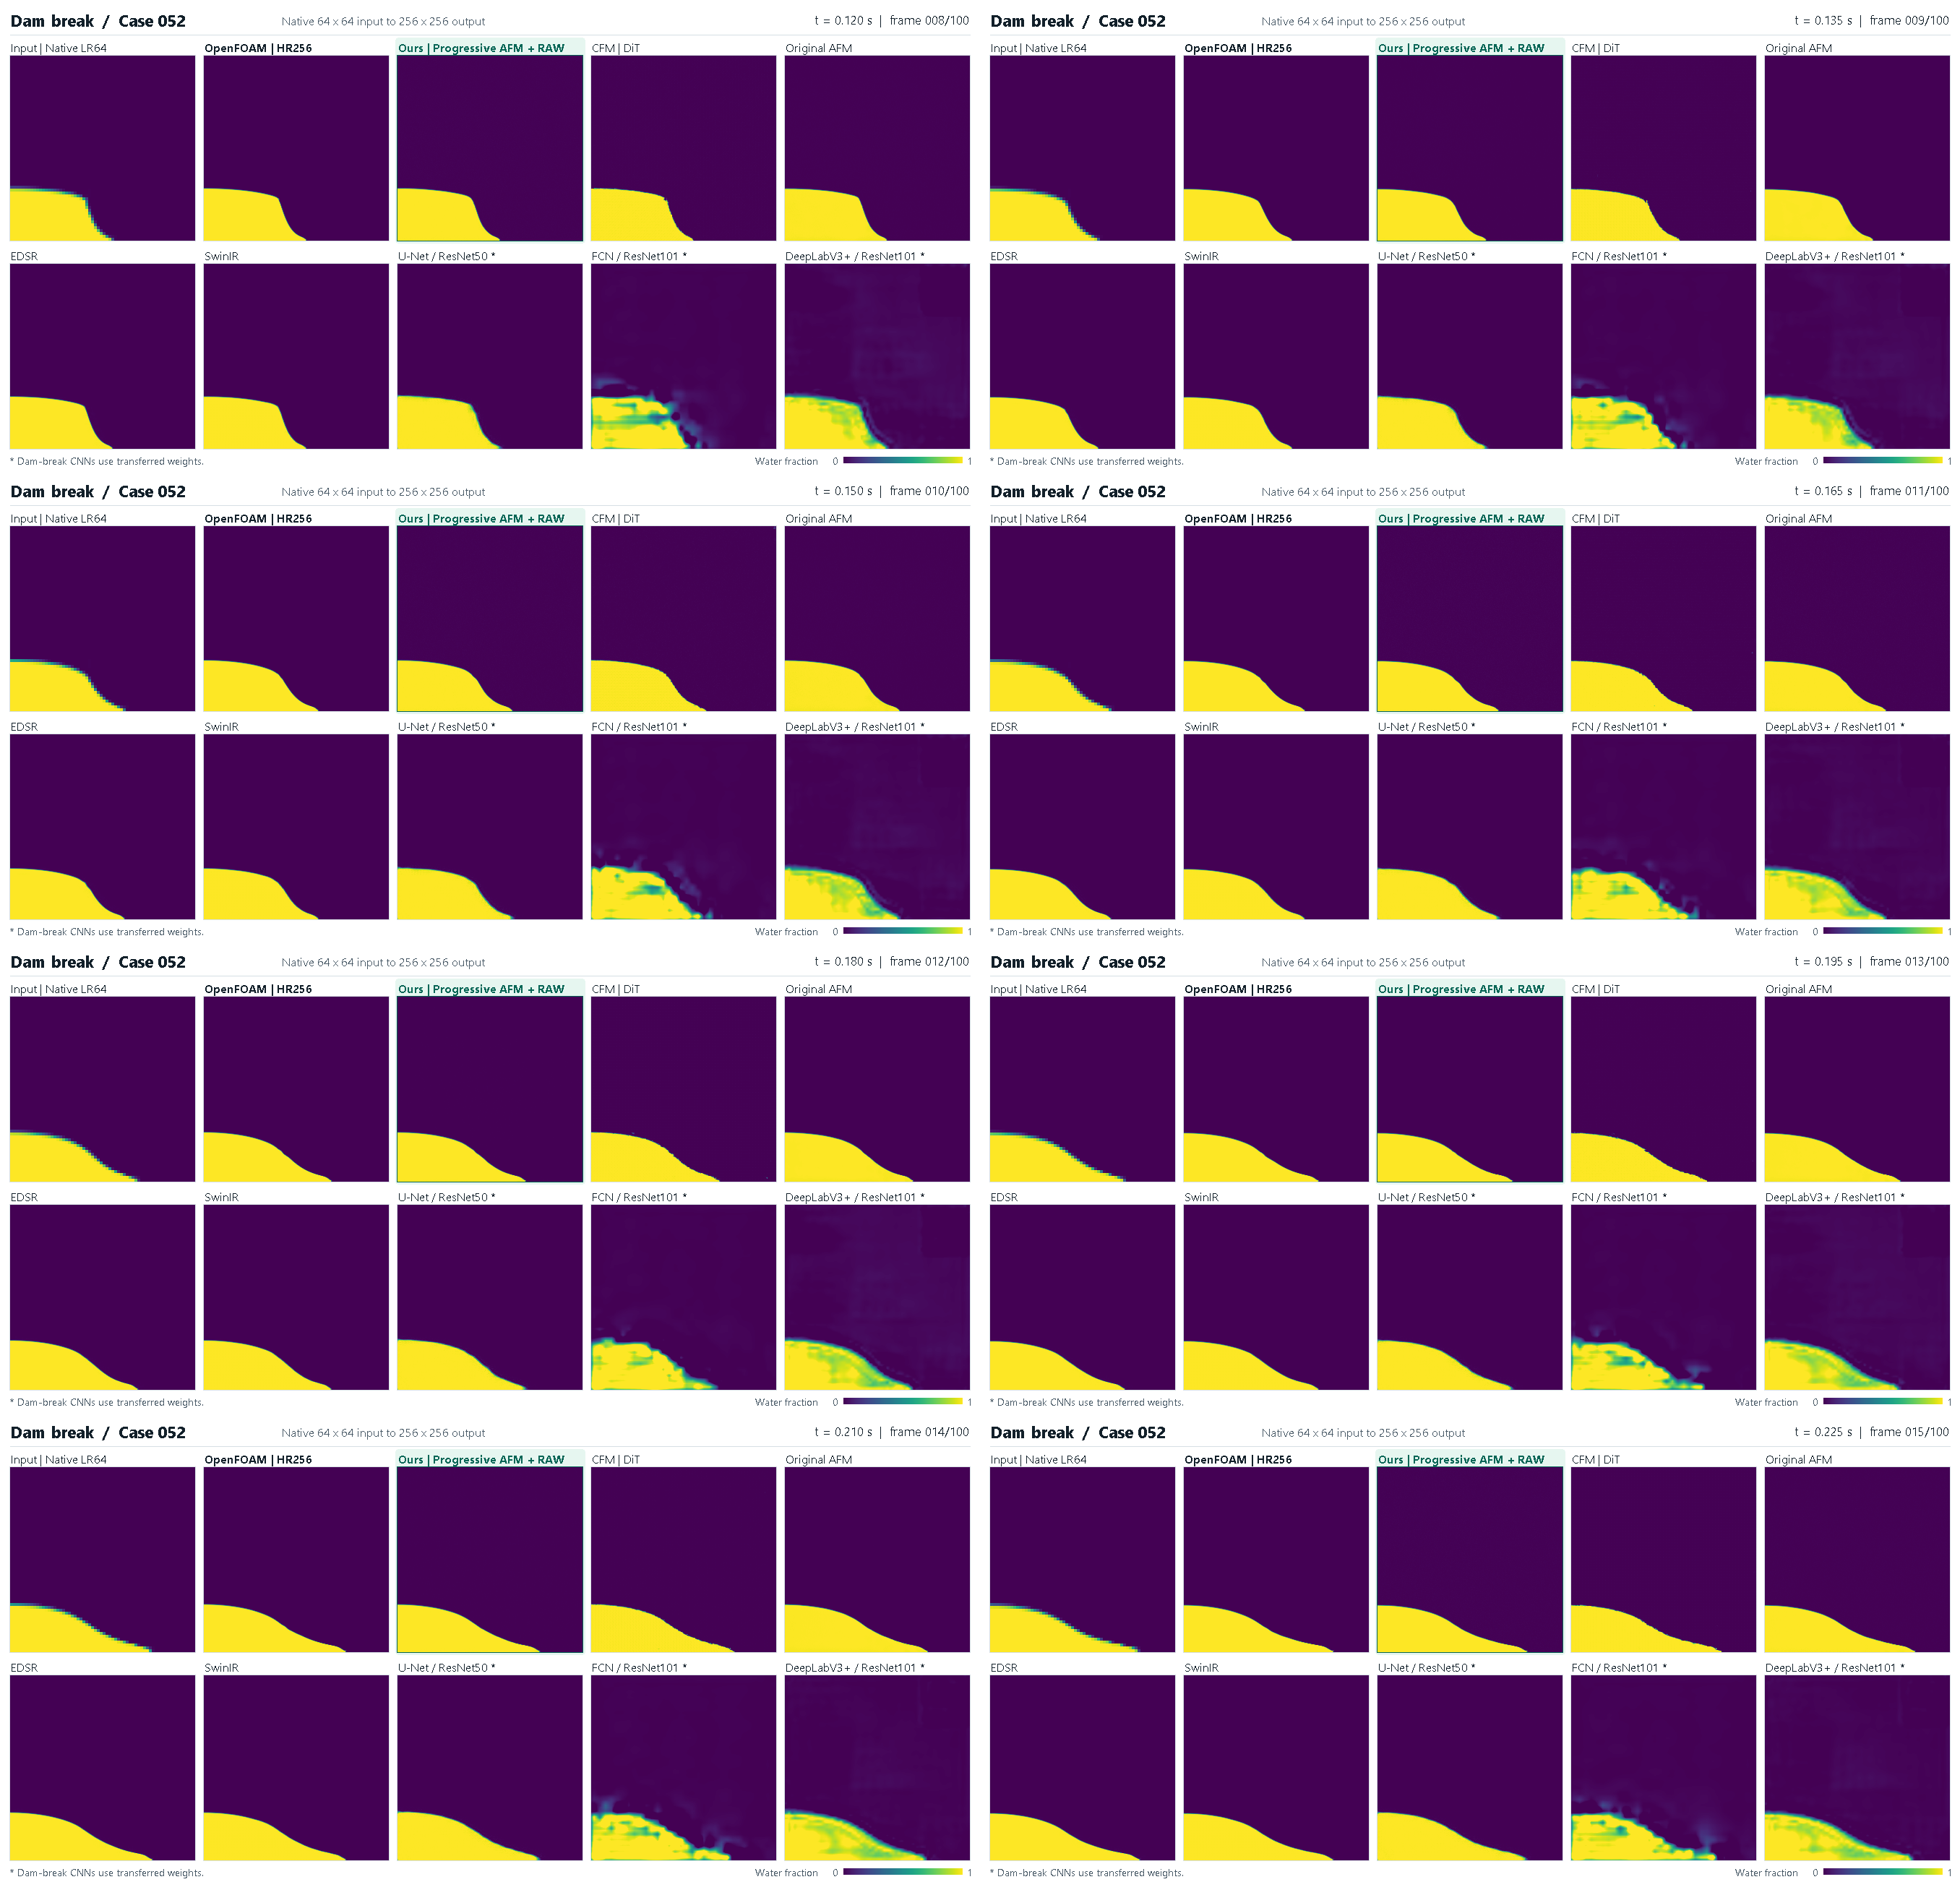 Dam break / Case 052 Native 64 x 64 input to 256 x 256 output t = 0.120 s | frame 008/100
Input | Native LR64 OpenFOAM | HR256 Ours | Progressive AFM + RAW CFM | DiT Original AFM
EDSR SwinIR U-Net / ResNet50 * FCN / ResNet101 * DeepLabV3+ / ResNet101 *
* Dam-break CNNs use transferred weights. Water fraction 0 1
Dam break / Case 052 Native 64 x 64 input to 256 x 256 output t = 0.135 s | frame 009/100
Input | Native LR64 OpenFOAM | HR256 Ours | Progressive AFM + RAW CFM | DiT Original AFM
EDSR SwinIR U-Net / ResNet50 * FCN / ResNet101 * DeepLabV3+ / ResNet101 *
* Dam-break CNNs use transferred weights. Water fraction 0 1
Dam break / Case 052 Native 64 x 64 input to 256 x 256 output t = 0.150 s | frame 010/100
Input | Native LR64 OpenFOAM | HR256 Ours | Progressive AFM + RAW CFM | DiT Original AFM
EDSR SwinIR U-Net / ResNet50 * FCN / ResNet101 * DeepLabV3+ / ResNet101 *
* Dam-break CNNs use transferred weights. Water fraction 0 1
Dam break / Case 052 Native 64 x 64 input to 256 x 256 output t = 0.165 s | frame 011/100
Input | Native LR64 OpenFOAM | HR256 Ours | Progressive AFM + RAW CFM | DiT Original AFM
EDSR SwinIR U-Net / ResNet50 * FCN / ResNet101 * DeepLabV3+ / ResNet101 *
* Dam-break CNNs use transferred weights. Water fraction 0 1
Dam break / Case 052 Native 64 x 64 input to 256 x 256 output t = 0.180 s | frame 012/100
Input | Native LR64 OpenFOAM | HR256 Ours | Progressive AFM + RAW CFM | DiT Original AFM
EDSR SwinIR U-Net / ResNet50 * FCN / ResNet101 * DeepLabV3+ / ResNet101 *
* Dam-break CNNs use transferred weights. Water fraction 0 1
Dam break / Case 052 Native 64 x 64 input to 256 x 256 output t = 0.195 s | frame 013/100
Input | Native LR64 OpenFOAM | HR256 Ours | Progressive AFM + RAW CFM | DiT Original AFM
EDSR SwinIR U-Net / ResNet50 * FCN / ResNet101 * DeepLabV3+ / ResNet101 *
* Dam-break CNNs use transferred weights. Water fraction 0 1
Dam break / Case 052 Native 64 x 64 input to 256 x 256 output t = 0.210 s | frame 014/100
Input | Native LR64 OpenFOAM | HR256 Ours | Progressive AFM + RAW CFM | DiT Original AFM
EDSR SwinIR U-Net / ResNet50 * FCN / ResNet101 * DeepLabV3+ / ResNet101 *
* Dam-break CNNs use transferred weights. Water fraction 0 1
Dam break / Case 052 Native 64 x 64 input to 256 x 256 output t = 0.225 s | frame 015/100
Input | Native LR64 OpenFOAM | HR256 Ours | Progressive AFM + RAW CFM | DiT Original AFM
EDSR SwinIR U-Net / ResNet50 * FCN / ResNet101 * DeepLabV3+ / ResNet101 *
* Dam-break CNNs use transferred weights. Water fraction 0 1